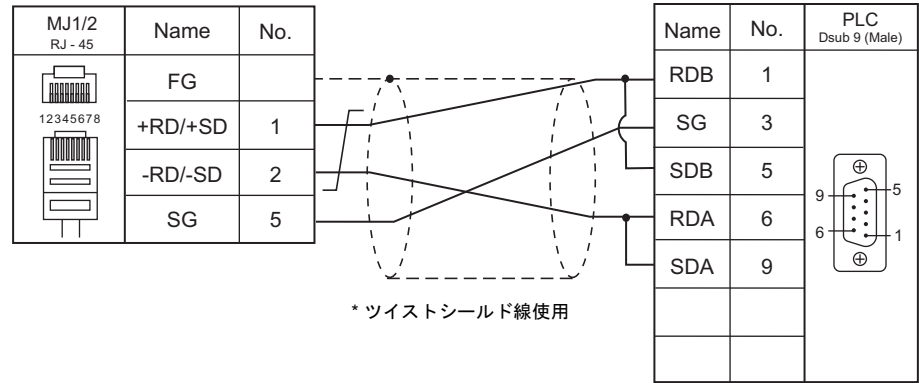 MJ1/2
RJ - 45
Name
No.
12345678
FG
+RD/+SD
1
-RD/-SD
2
SG
5
Name
No.
PLC
Dsub 9 (Male)
RDB
1
SG
3
SDB
5
RDA
6
SDA
9
9
5
6
1
* ツイストシールド線使用